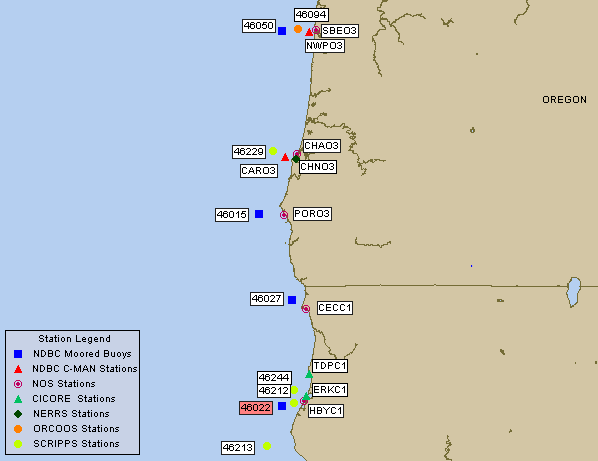 46094
46050
SBEO3
NWPO3
OREGON
46229
CHAO3
CARO3
CHNO3
46015
PORO3
46027
CECC1
TDPC1
46244
46212
ERKC1
46022
HBYC1
46213
Station Legend
NDBC Moored Buoys
NDBC C-MAN Stations
NOS Stations
CICORE Stations
NERRS Stations
ORCOOS Stations
SCRIPPS Stations